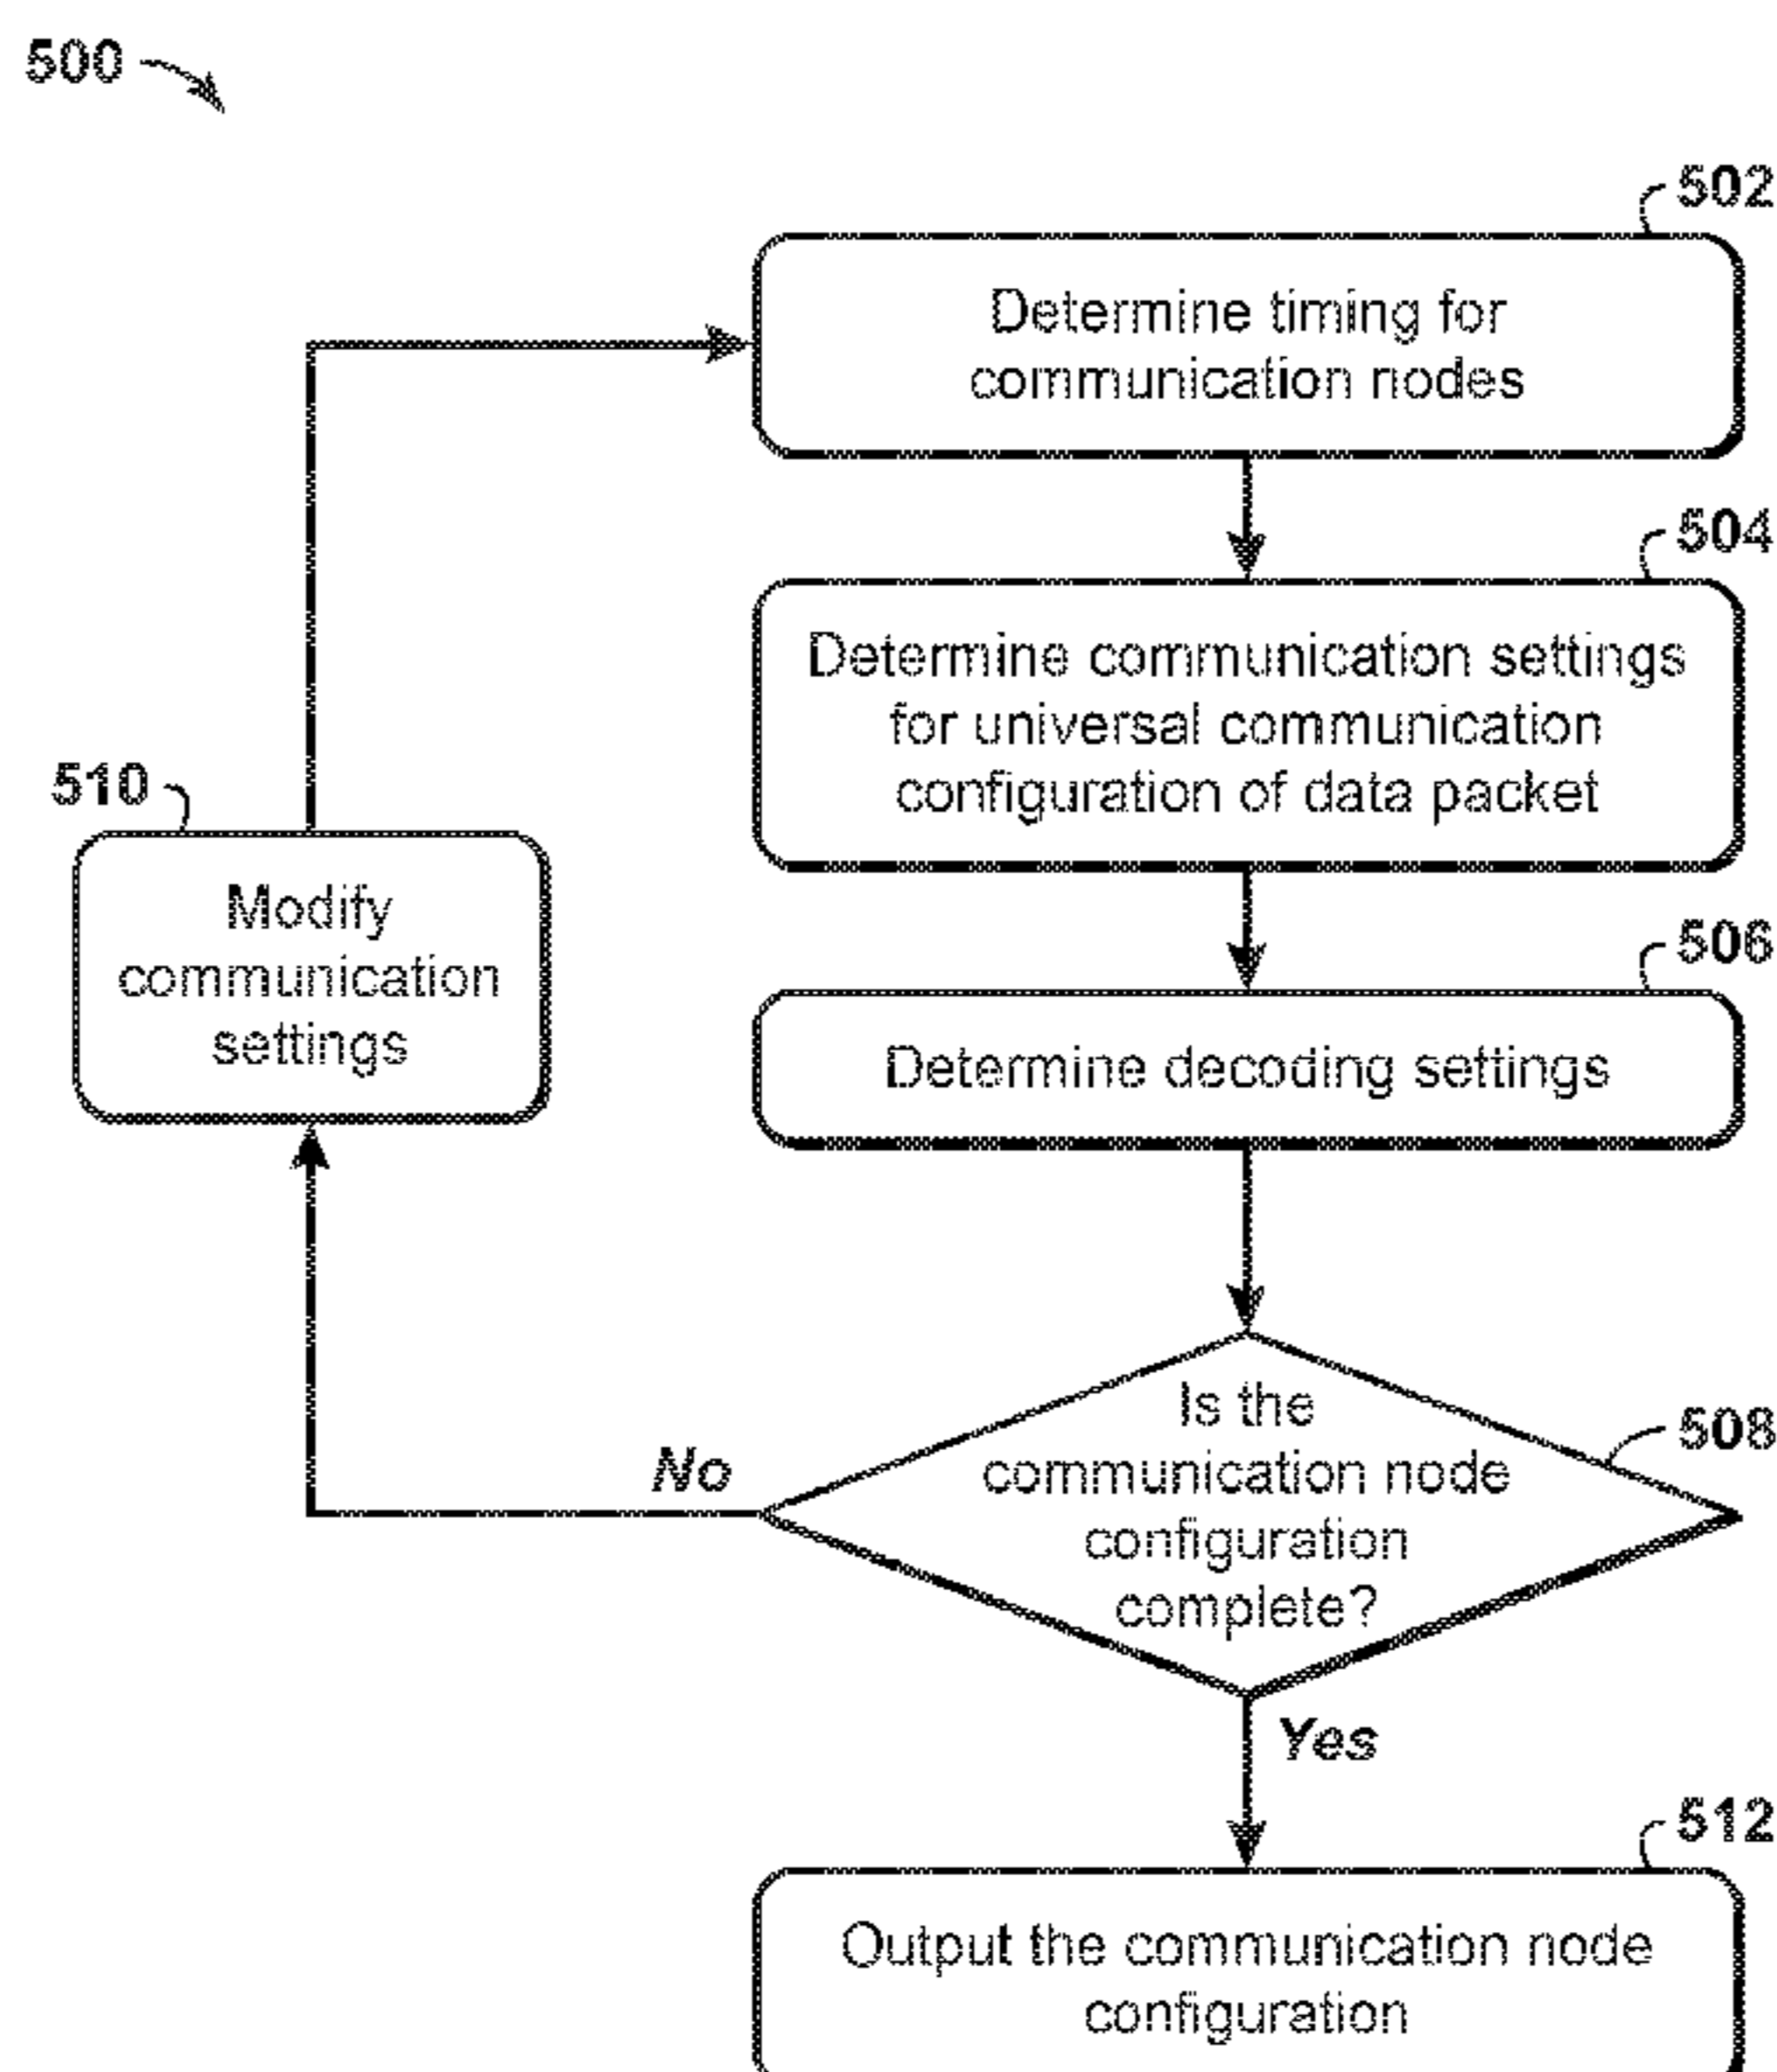 500
502
Determine timing for
communication nodes
504
Determine communication settings
for universal communication
configuration of data packet
510
Modify
communication
settings
506
Determine decoding settings
508
Is the
communication node
configuration
complete?
No
Yes
512
Output the communication node
configuration